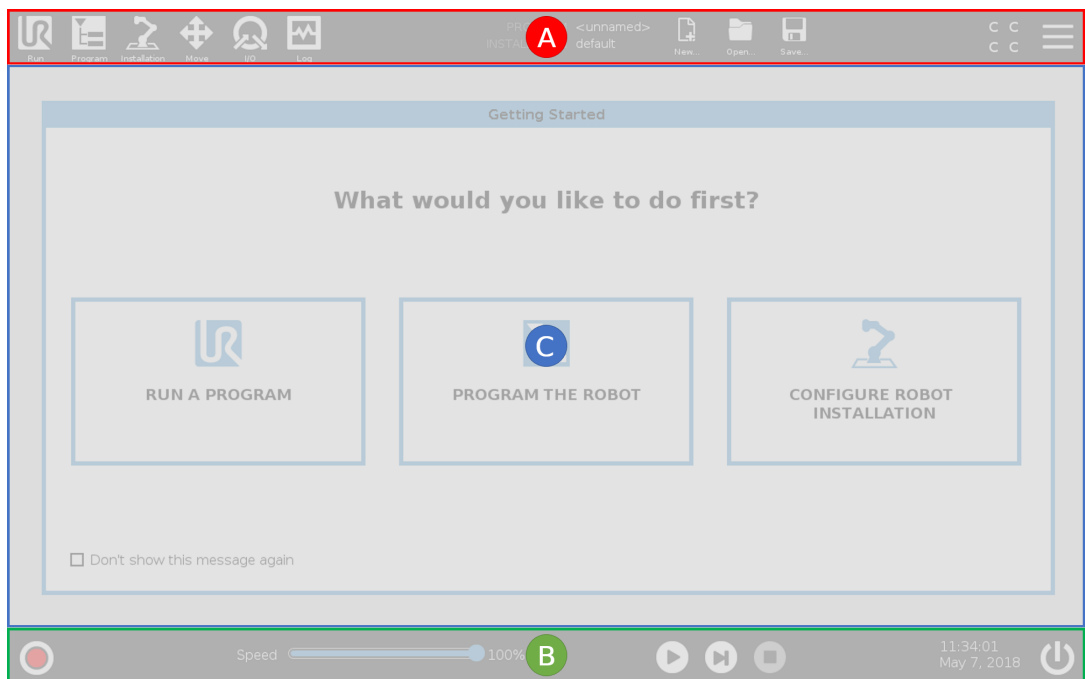 <unnamed>
default
A
C C
C C
Run
Program
Installation
Move
I/O
Log
New...
Open...
Save...
Getting Started
What would you like to do first?
C
RUN A PROGRAM
PROGRAM THE ROBOT
CONFIGURE ROBOT
INSTALLATION
Don't show this message again
Speed
100%
B
11:34:01
May 7, 2018